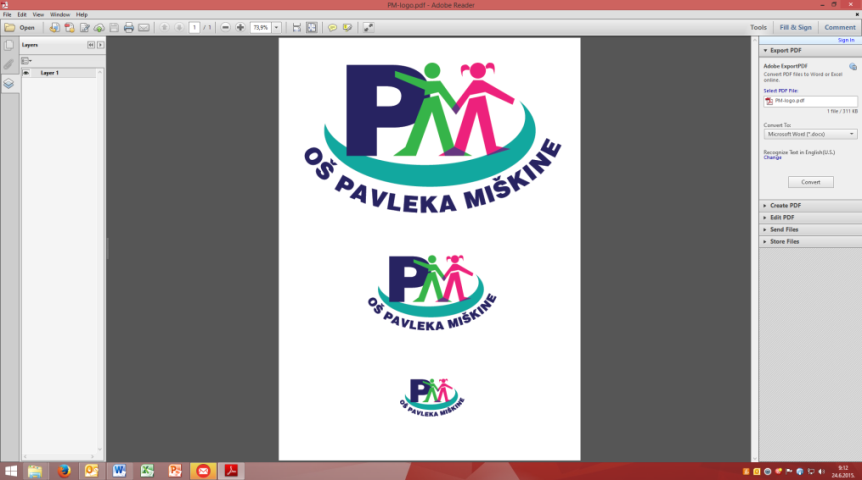 PM-logo.pdf - Adobe Reader
File Edit View Window Help
Open
1 / 1
73,9%
Tools Fill & Sign Comment
Sign In
Layers
Layer 1
Export PDF
Adobe ExportPDF
Convert PDF files to Word or Excel
online.
Select PDF File:
PM-logo.pdf
1 file / 311 KB
Convert To:
Microsoft Word (*.docx)
Recognize Text in English(U.S.)
Change
Convert
Create PDF
Edit PDF
Send Files
Store Files
PM
OŠ PAVLEKA MIŠKINE
PM
OŠ PAVLEKA MIŠKINE
PM
OŠ PAVLEKA MIŠKINE
9:12
24.6.2015.